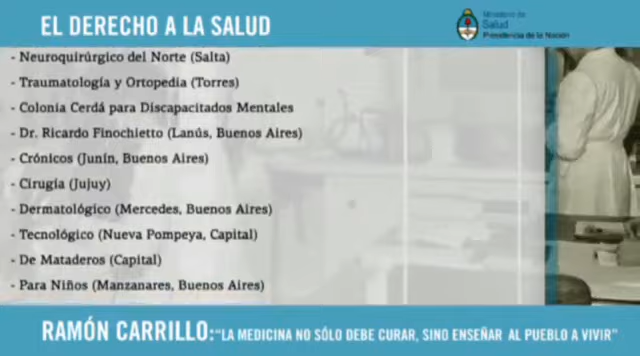 EL DERECHO A LA SALUD
Ministerio de
Salud
Presidencia de la Nación
- Neuroquirúrgico del Norte (Salta)
- Traumatología y Ortopedia (Torres)
- Colonia Cerdá para Discapacitados Mentales
- Dr. Ricardo Finochietto (Lanús, Buenos Aires)
- Crónicos (Junín, Buenos Aires)
- Cirugía (Jujuy)
- Dermatológico (Mercedes, Buenos Aires)
- Tecnológico (Nueva Pompeya, Capital)
- De Mataderos (Capital)
- Para Niños (Manzanares, Buenos Aires)
RAMÓN CARRILLO:"LA MEDICINA NO SÓLO DEBE CURAR, SINO ENSEÑAR AL PUEBLO A VIVIR"